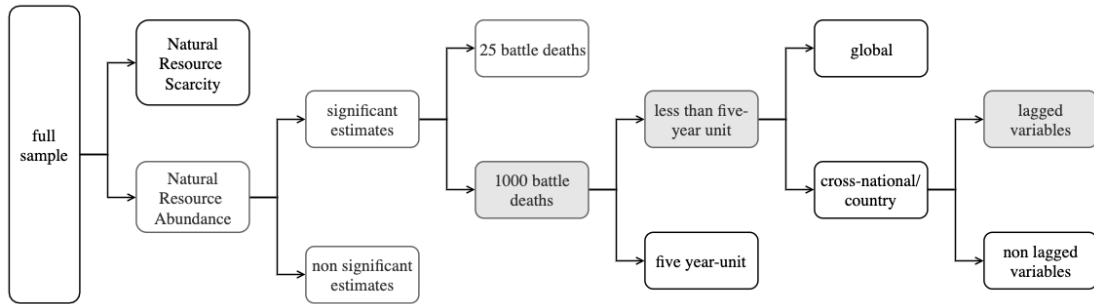 full
sample
Natural
Resource
Scarcity
Natural
Resource
Abundance
significant
estimates
non significant
estimates
25 battle deaths
1000 battle
deaths
less than five-
year unit
five year-unit
global
cross-national/
country
lagged
variables
non lagged
variables